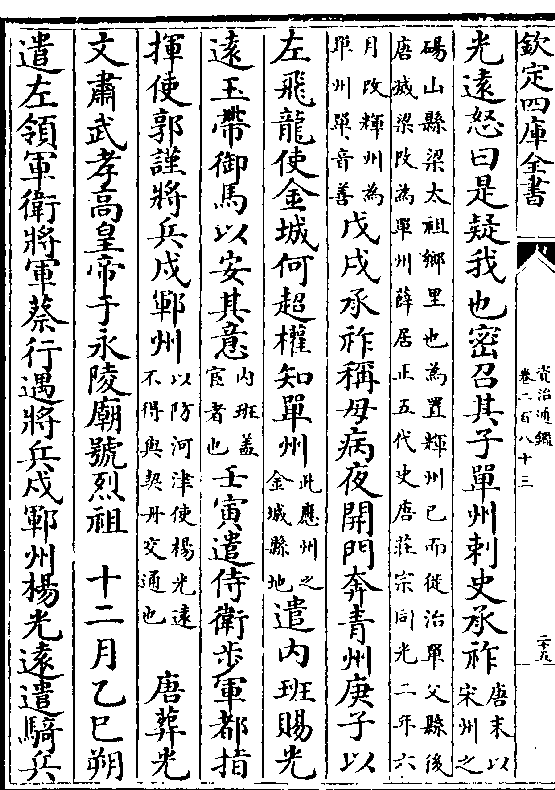 欽定四庫全書
資治通鑑
卷二百八十三
二十九
光遠怒曰是疑我也密召其子單州刺史承祚唐末以宋州之
碭山縣梁太祖鄉里也為置輝州已而徙治單父縣後唐滅梁改為單州薛居正五代史唐莊宗同光二年六
月改輝州為單州單音善戊戌承祚稱母病夜開門奔青州庚子以
左飛龍使金城何超權知單州此應州之金城縣地遣內班賜光
遠玉帶御馬以安其意內班蓋宦者也壬寅遣侍衛步軍都指
揮使郭謹將兵戍鄆州以防河津使楊光遠不得與契丹交通也 唐葬光
文肅武孝高皇帝于永陵廟號烈祖 十二月乙巳朔
遣左領軍衛將軍蔡行遇將兵戍鄆州楊光遠遣騎兵